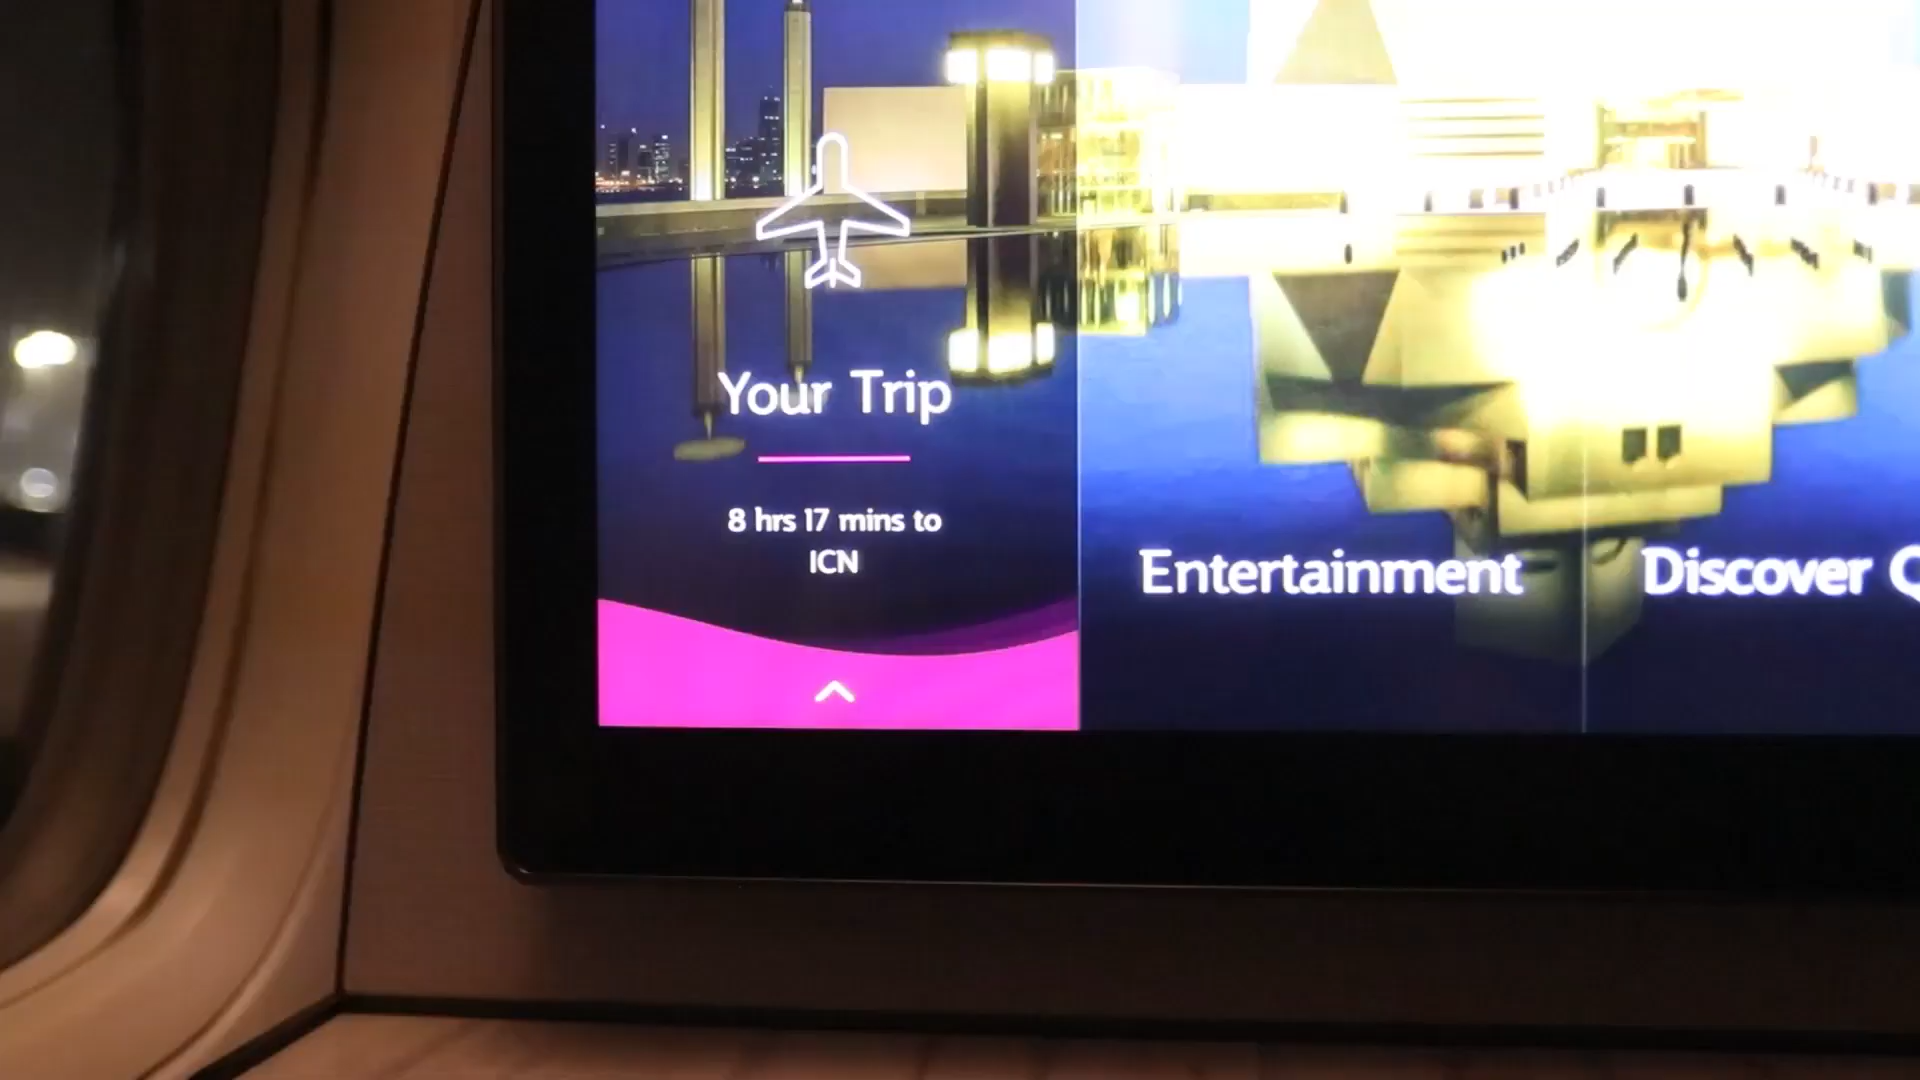 Your Trip
8 hrs 17 mins to
ICN
Entertainment
Discover